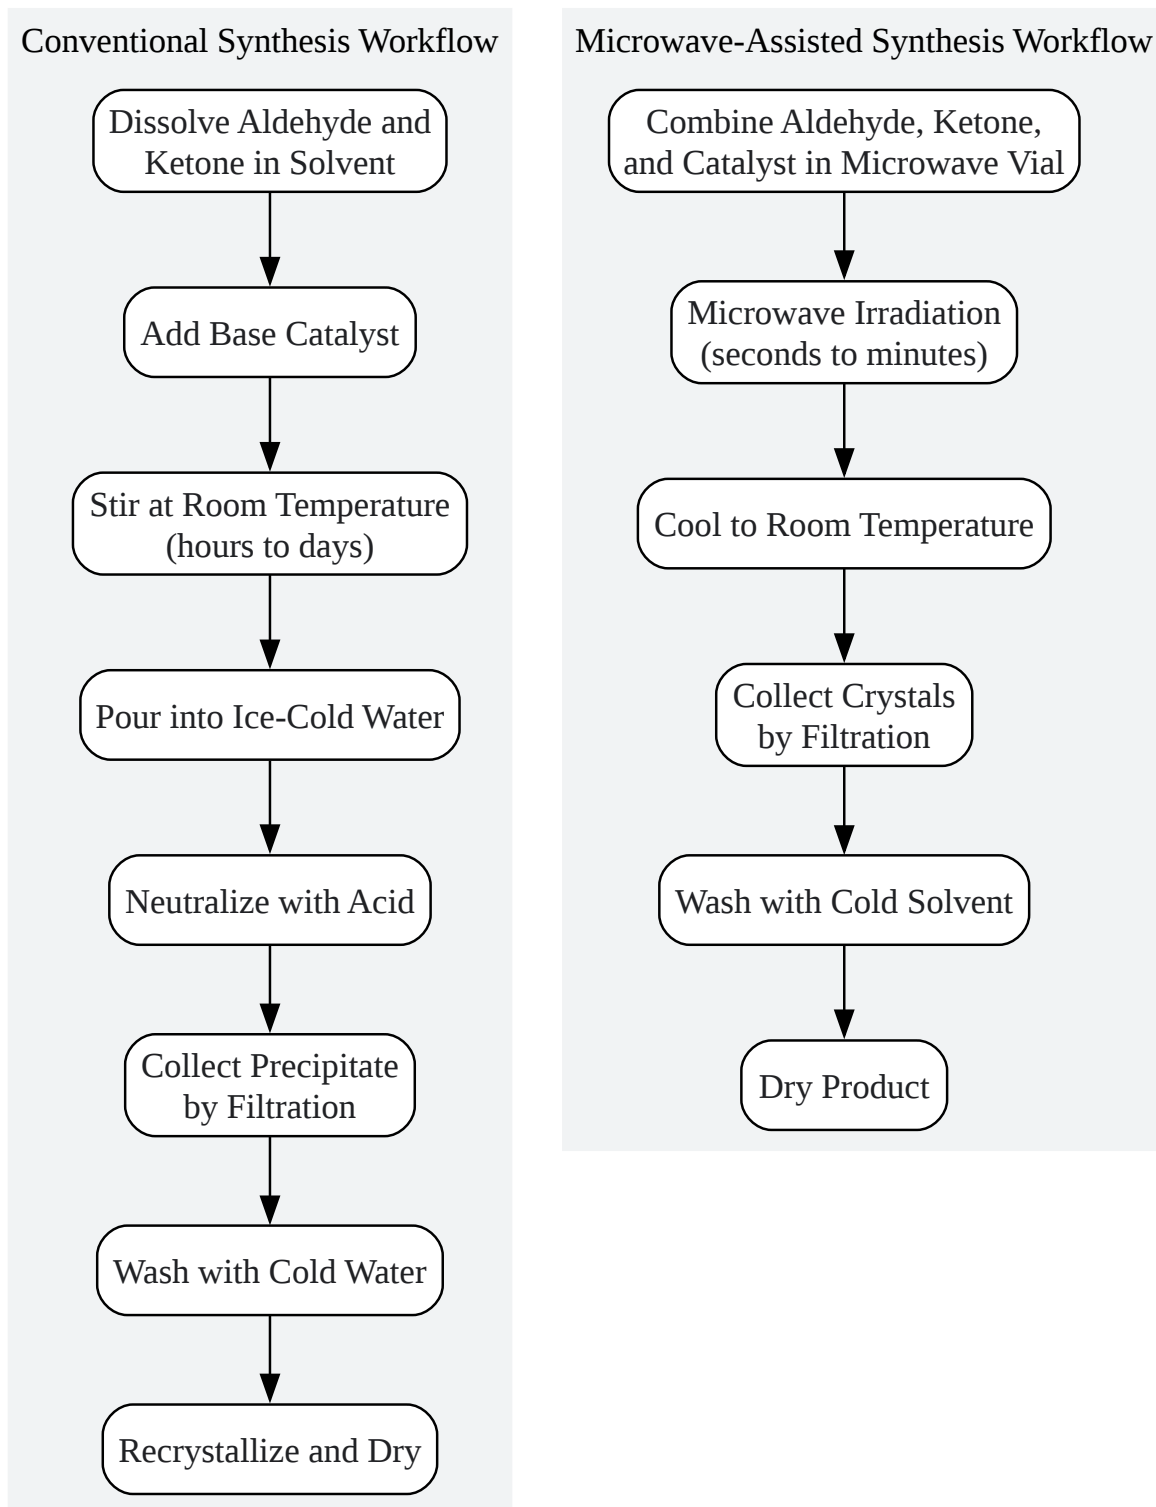 Conventional Synthesis Workflow
Dissolve Aldehyde and
Ketone in Solvent
Add Base Catalyst
Stir at Room Temperature
(hours to days)
Pour into Ice-Cold Water
Neutralize with Acid
Collect Precipitate
by Filtration
Wash with Cold Water
Recrystallize and Dry
Microwave-Assisted Synthesis Workflow
Combine Aldehyde, Ketone,
and Catalyst in Microwave Vial
Microwave Irradiation
(seconds to minutes)
Cool to Room Temperature
Collect Crystals
by Filtration
Wash with Cold Solvent
Dry Product